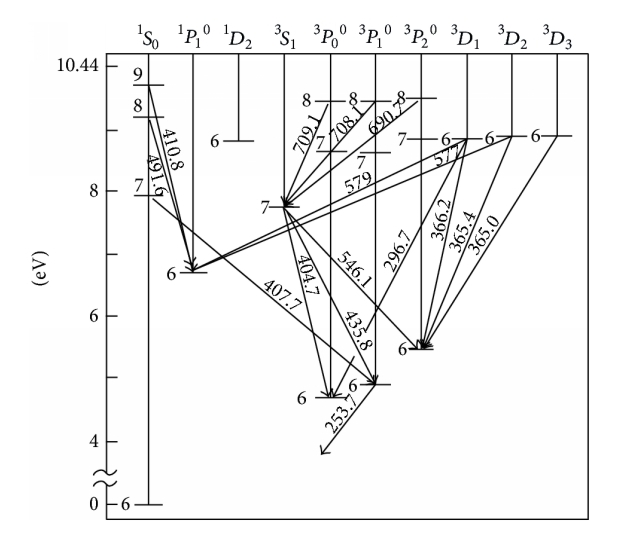 ¹S₀ ¹P₁⁰ ¹D₂ ³S₁ ³P₀⁰ ³P₁⁰ ³P₂⁰ ³D₁ ³D₂ ³D₃
10.44
9
8 8 8
8
410.8 709.1 708.1 690.7
6 7 7 6 6 6
7 577
491.6 579
8 7
7
366.2 365.4 365.0
(eV)
296.7
6 404.7 546.1
407.7
6 435.8
6
6 6
253.7
4
0 6